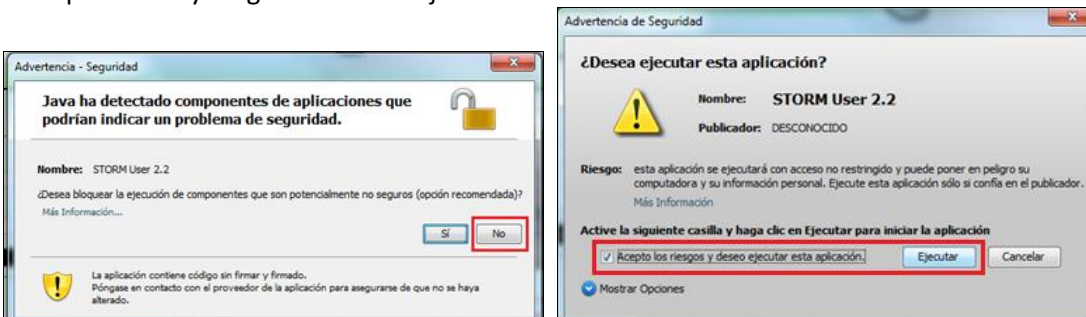 Advertencia - Seguridad
Java ha detectado componentes de aplicaciones que
podrían indicar un problema de seguridad.
Nombre: STORM User 2.2
¿Desea bloquear la ejecución de componentes que son potencialmente no seguros (opción recomendada)?
Más Información...
Sí No
La aplicación contiene código sin firmar y firmado.
Póngase en contacto con el proveedor de la aplicación para asegurarse de que no se haya
alterado.
Advertencia de Seguridad
¿Desea ejecutar esta aplicación?
Nombre: STORM User 2.2
Publicador: DESCONOCIDO
Riesgo: esta aplicación se ejecutará con acceso no restringido y puede poner en peligro su
computadora y su información personal. Ejecute esta aplicación sólo si confía en el publicador.
Más Información
Active la siguiente casilla y haga clic en Ejecutar para iniciar la aplicación
Acepto los riesgos y deseo ejecutar esta aplicación. Ejecutar Cancelar
Mostrar Opciones